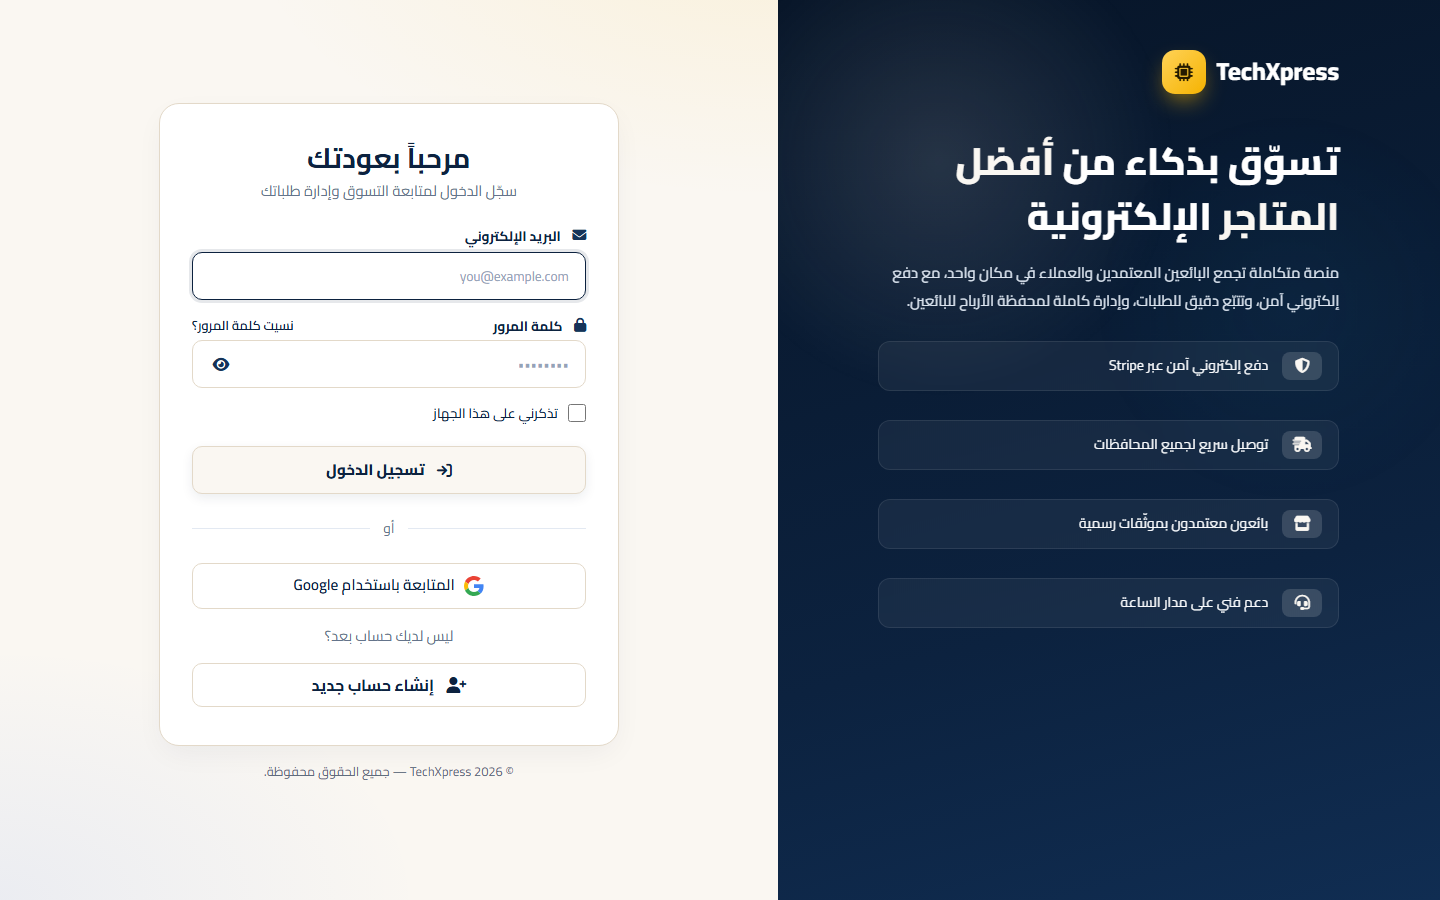 TechXpress
تسوّق بذكاء من أفضل
المتاجر الإلكترونية
منصة متكاملة تجمع البائعين المعتمدين والعملاء في مكان واحد، مع دفع
إلكتروني آمن، وتتبّع دقيق للطلبات، وإدارة كاملة لمحفظة الأرباح للبائعين.
دفع إلكتروني آمن عبر Stripe
توصيل سريع لجميع المحافظات
بائعون معتمدون بموثّقات رسمية
دعم فني على مدار الساعة
مرحباً بعودتك
سجّل الدخول لمتابعة التسوق وإدارة طلباتك
البريد الإلكتروني
you@example.com
كلمة المرور
نسيت كلمة المرور؟
تذكرني على هذا الجهاز
تسجيل الدخول
أو
المتابعة باستخدام Google
ليس لديك حساب بعد؟
إنشاء حساب جديد
© 2026 TechXpress — جميع الحقوق محفوظة.